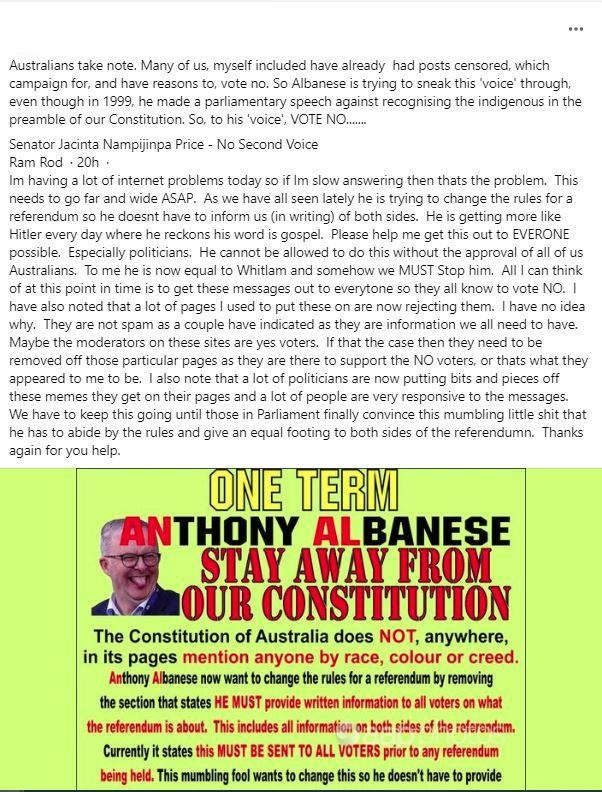 Australians take note. Many of us, myself included have already  had posts censored, which
campaign for, and have reasons to, vote no. So Albanese is trying to sneak this 'voice' through,
even though in 1999, he made a parliamentary speech against recognising the indigenous in the
preamble of our Constitution. So, to his 'voice', VOTE NO.......
Senator Jacinta Nampijinpa Price - No Second Voice
Ram Rod · 20h ·
Im having a lot of internet problems today so if Im slow answering then thats the problem.  This
needs to go far and wide ASAP.  As we have all seen lately he is trying to change the rules for a
referendum so he doesnt have to inform us (in writing) of both sides.  He is getting more like
Hitler every day where he reckons his word is gospel.  Please help me get this out to EVERONE
possible.  Especially politicians.  He cannot be allowed to do this without the approval of all of us
Australians.  To me he is now equal to Whitlam and somehow we MUST Stop him.  All I can think
of at this point in time is to get these messages out to everytone so they all know to vote NO.  I
have also noted that a lot of pages I used to put these on are now rejecting them.  I have no idea
why.  They are not spam as a couple have indicated as they are information we all need to have.
Maybe the moderators on these sites are yes voters.  If that the case then they need to be
removed off those particular pages as they are there to support the NO voters, or thats what they
appeared to me to be.  I also note that a lot of politicians are now putting bits and pieces off
these memes they get on their pages and a lot of people are very responsive to the messages.
We have to keep this going until those in Parliament finally convince this mumbling little shit that
he has to abide by the rules and give an equal footing to both sides of the referendumn.  Thanks
again for you help.
ONE TERM
ANTHONY ALBANESE
STAY AWAY FROM
OUR CONSTITUTION
The Constitution of Australia does NOT, anywhere,
in its pages mention anyone by race, colour or creed.
Anthony Albanese now want to change the rules for a referendum by removing
the section that states HE MUST provide written information to all voters on what
the referendum is about.  This includes all information on both sides of the referendum.
Currently it states this MUST BE SENT TO ALL VOTERS prior to any referendum
being held. This mumbling fool wants to change this so he doesn't have to provide